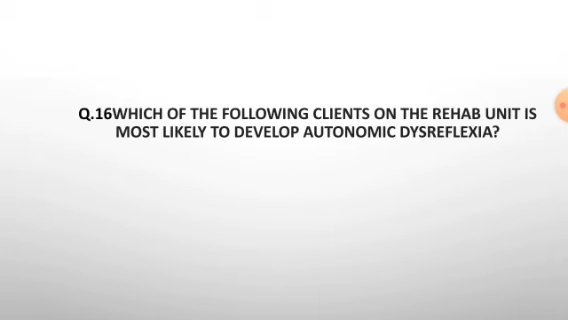 Q.16WHICH OF THE FOLLOWING CLIENTS ON THE REHAB UNIT IS
MOST LIKELY TO DEVELOP AUTONOMIC DYSREFLEXIA?